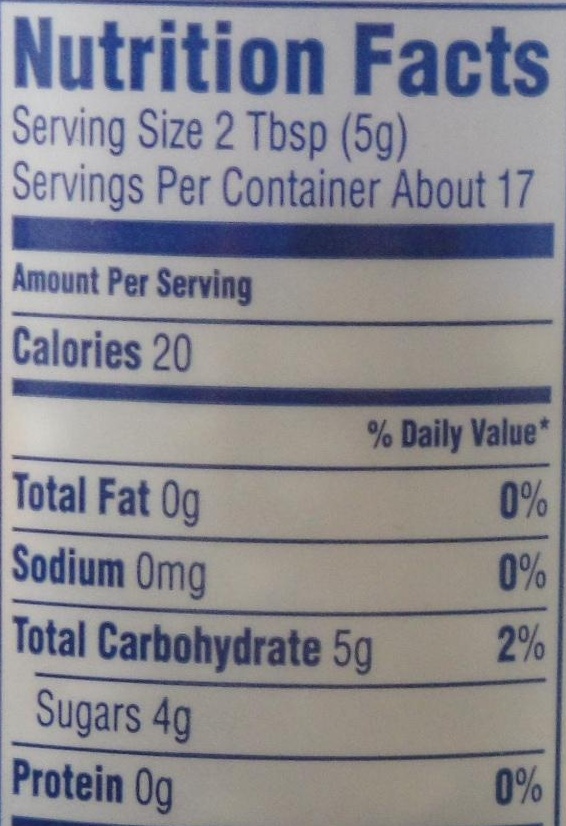 Nutrition Facts
Serving Size 2 Tbsp (5g)
Servings Per Container About 17
Amount Per Serving
Calories 20
% Daily Value*
Total Fat 0g 0%
Sodium 0mg 0%
Total Carbohydrate 5g 2%
Sugars 4g
Protein 0g 0%